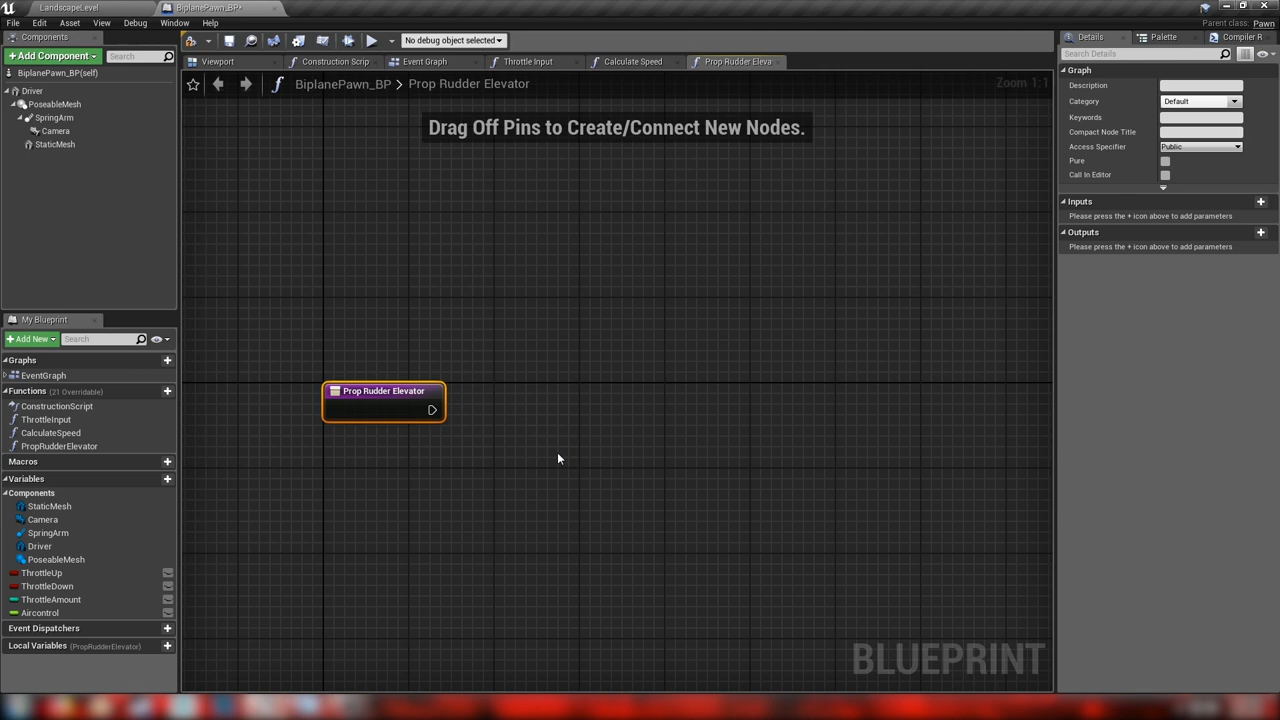 LandscapeLevel
BiplanePawn_BP*
File Edit Asset View Debug Window Help
Parent class: Pawn
Components
+Add Component
Search
BiplanePawn_BP(self)
Driver
PoseableMesh
SpringArm
Camera
StaticMesh
No debug object selected
Viewport
Construction Scrip
Event Graph
Throttle Input
Calculate Speed
Prop Rudder Eleva
BiplanePawn_BP > Prop Rudder Elevator
Zoom 1:1
Drag Off Pins to Create/Connect New Nodes.
Prop Rudder Elevator
BLUEPRINT
My Blueprint
+Add New
Search
Graphs
EventGraph
Functions (21 Overridable)
ConstructionScript
ThrottleInput
CalculateSpeed
PropRudderElevator
Macros
Variables
Components
StaticMesh
Camera
SpringArm
Driver
PoseableMesh
ThrottleUp
ThrottleDown
ThrottleAmount
Aircontrol
Event Dispatchers
Local Variables (PropRudderElevator)
Details
Palette
Compiler R
Search Details
Graph
Description
Category Default
Keywords
Compact Node Title
Access Specifier Public
Pure
Call In Editor
Inputs
Please press the + icon above to add parameters
Outputs
Please press the + icon above to add parameters